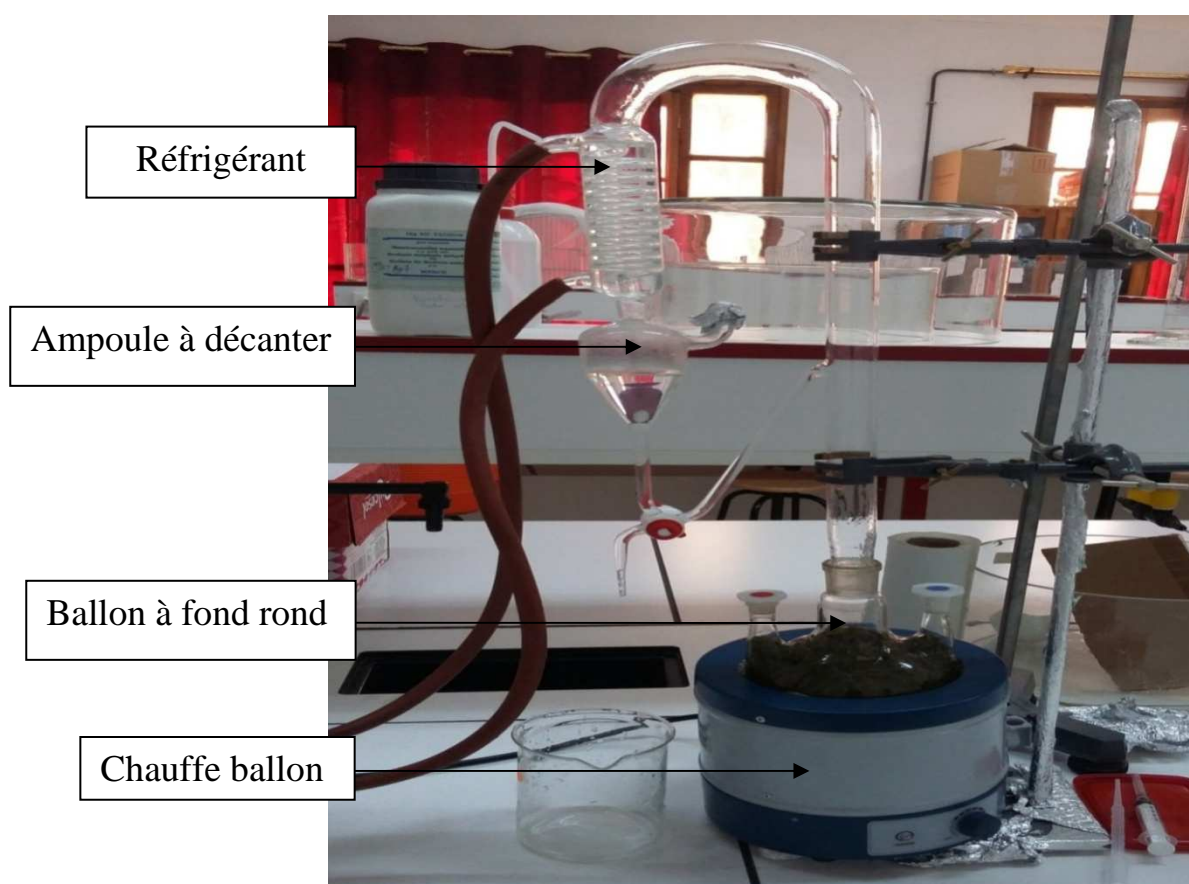 Réfrigérant
Ampoule à décanter
Ballon à fond rond
Chauffe ballon